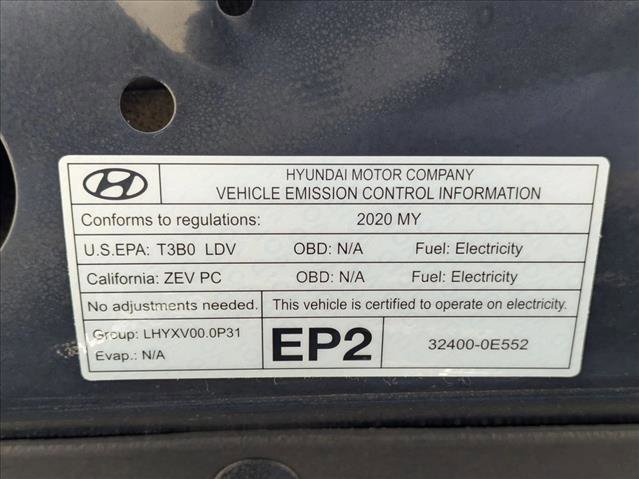 HYUNDAI MOTOR COMPANY
VEHICLE EMISSION CONTROL INFORMATION
Conforms to regulations: 2020 MY
U.S.EPA: T3B0 LDV OBD: N/A Fuel: Electricity
California: ZEV PC OBD: N/A Fuel: Electricity
No adjustments needed. This vehicle is certified to operate on electricity.
Group: LHYXV00.0P31
Evap.: N/A
EP2
32400-0E552